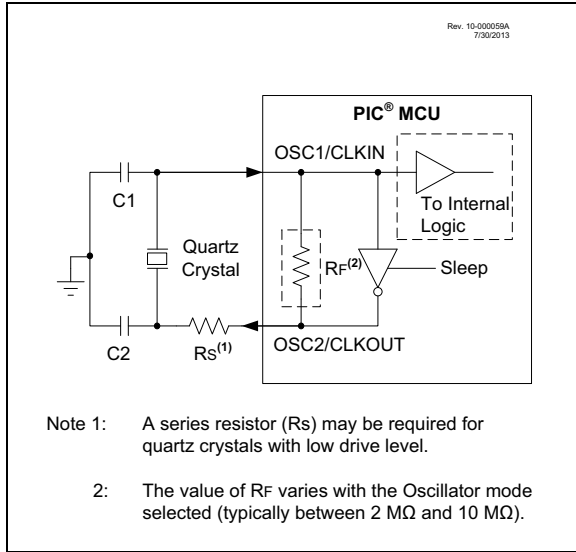 Rev. 10-000059A
7/30/2013
PIC® MCU
OSC1/CLKIN
C1
To Internal
Logic
Quartz
Crystal
RF(2)
Sleep
C2
RS(1)
OSC2/CLKOUT
Note 1: A series resistor (Rs) may be required for
quartz crystals with low drive level.
2: The value of RF varies with the Oscillator mode
selected (typically between 2 MΩ and 10 MΩ).